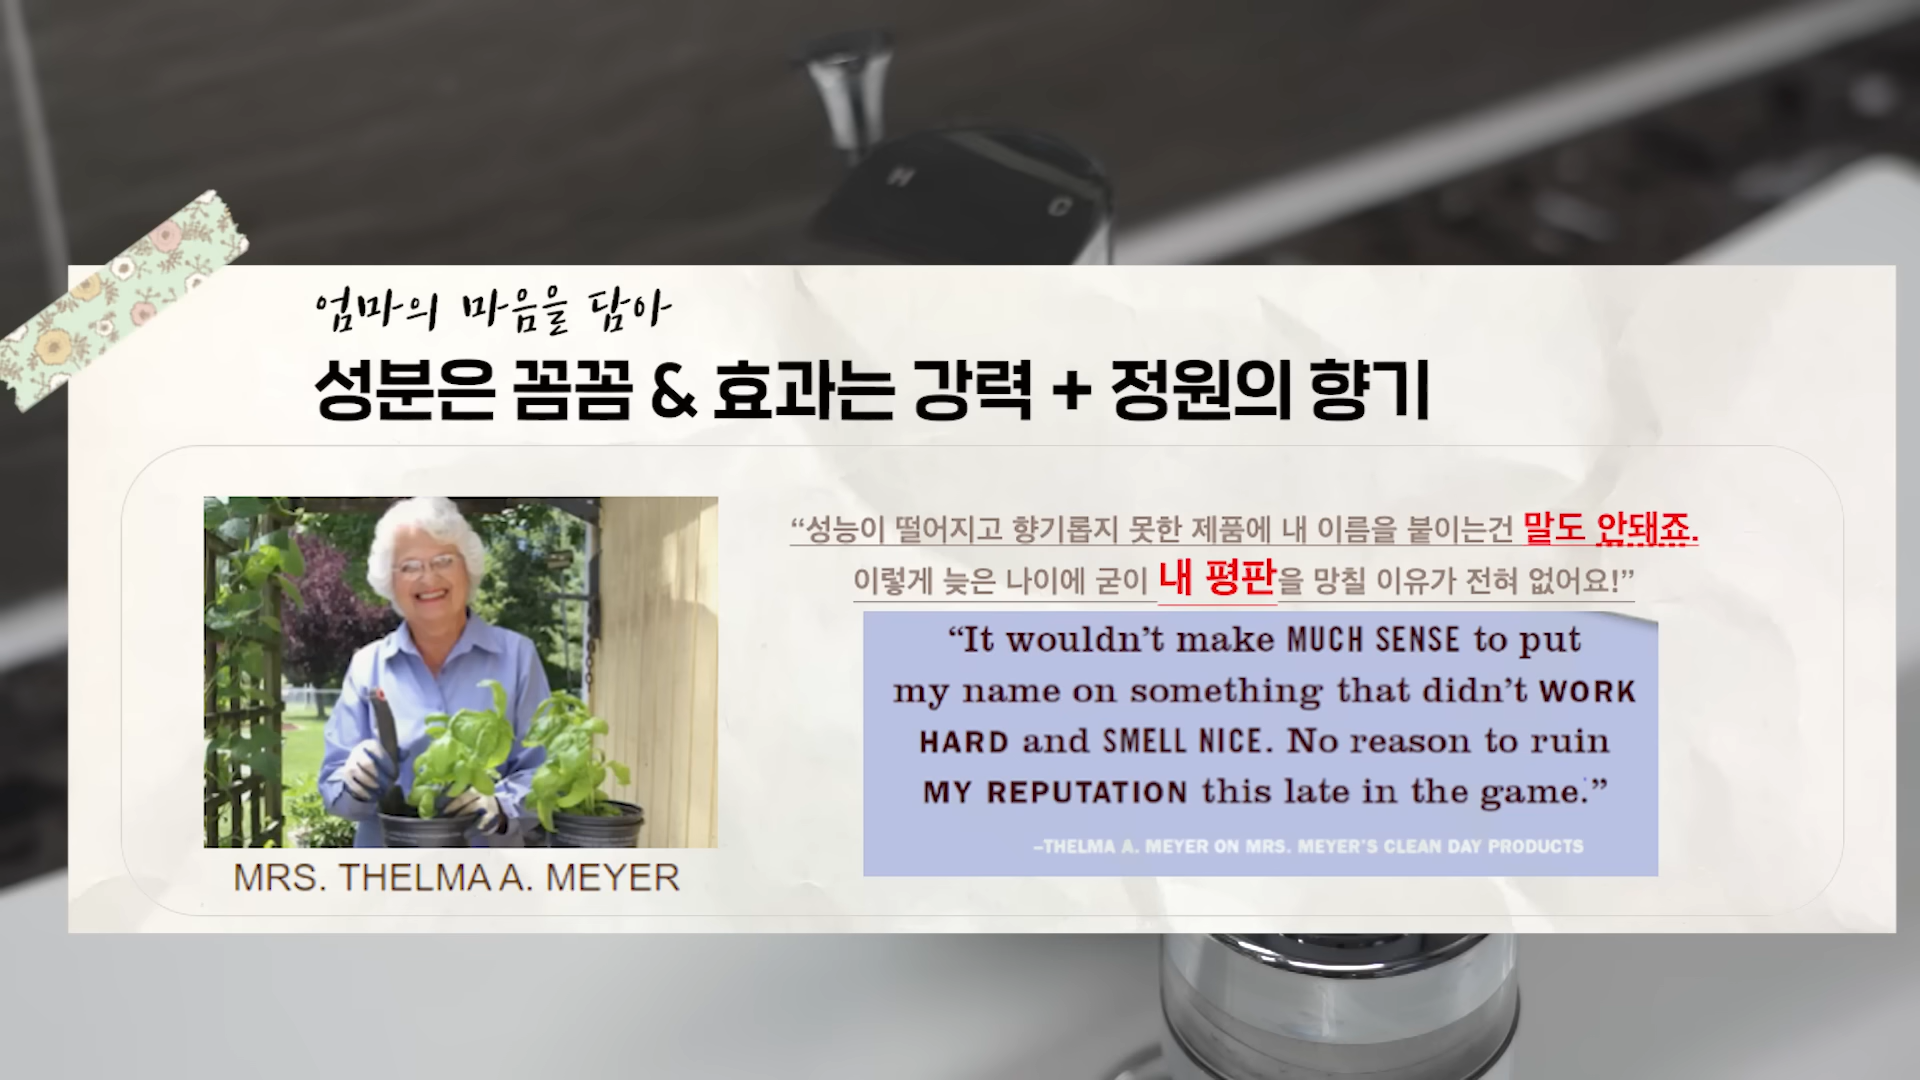 H
C
엄마의 마음을 담아
성분은 꼼꼼 & 효과는 강력 + 정원의 향기
“성능이 떨어지고 향기롭지 못한 제품에 내 이름을 붙이는건 말도 안돼죠.
이렇게 늦은 나이에 굳이 내 평판을 망칠 이유가 전혀 없어요!”
“It wouldn’t make MUCH SENSE to put
my name on something that didn’t WORK
HARD and SMELL NICE. No reason to ruin
MY REPUTATION this late in the game.”
–THELMA A. MEYER ON MRS. MEYER’S CLEAN DAY PRODUCTS
MRS. THELMA A. MEYER